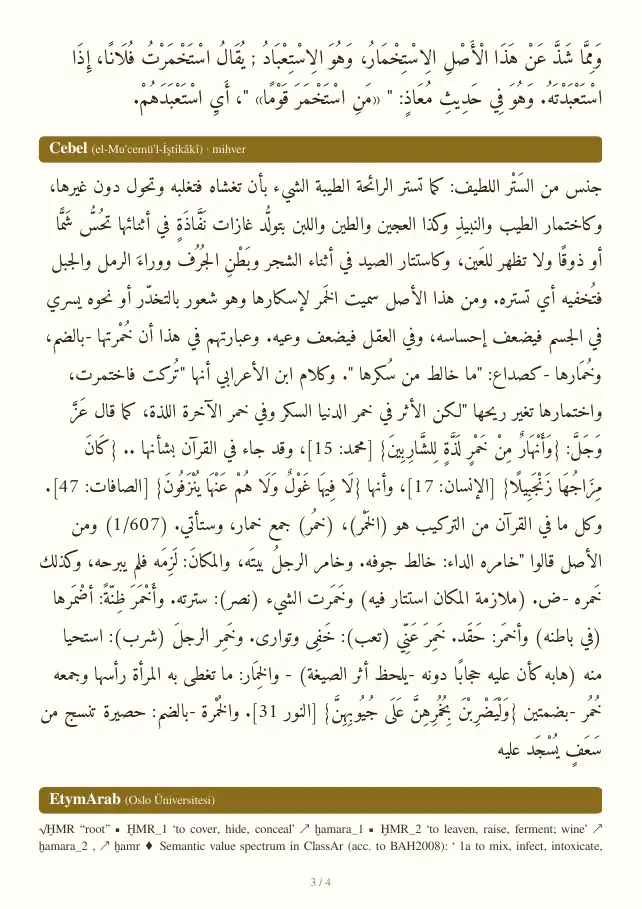 وَمِمَّا شَذَّ عَنْ هَذَا الْأَصْلِ الِاسْتِخْمَارُ، وَهُوَ الِاسْتِعْبَادُ ; يُقَالُ اسْتَخْمَرْتُ فُلَانًا، إِذَا
اسْتَعْبَدْتَهُ. وَهُوَ فِي حَدِيثِ مُعَاذٍ: " «مَنِ اسْتَخْمَرَ قَوْمًا» "، أَيِ اسْتَعْبَدَهُمْ.
Cebel (el-Mu'cemü'l-İştikâkî) · mihver
جنس من السَتْر اللطيف: كما تستر الرائحة الطيبة الشيء بأن تغشاه فتغلبه وتحول دون غيرها،
وكاختمار الطيب والنبيذِ وكذا العجين والطين واللبن بتولُّد غازات نَفَّاذَةٍ في أثنائها تحُسُّ شَمًّا
أو ذوقًا ولا تظهر للعَين، وكاستتار الصيد في أثناء الشجر وبَطْنِ الجُرُف ووراءَ الرمل والجبل
فتُخفيه أي تستره. ومن هذا الأصل سميت الخَمر لإسكارها وهو شعور بالتخدّر أو نحوه يسري
في الجسم فيضعف إحساسه، وفي العقل فيضعف وعيه. وعبارتهم في هذا أن خُمْرتها -بالضم،
وخُمَارها -كصداع: "ما خالط من سُكرها ". وكلام ابن الأعرابي أنها "تُركت فاختمرت،
واختمارها تغير ريحها "لكن الأثر في خمر الدنيا السكر وفي خمر الآخرة اللذة، كما قال عَزَّ
وَجَلَّ: {وَأَنْهَارٌ مِنْ خَمْرٍ لَذَّةٍ لِلشَّارِبِينَ} [محمد: 15]، وقد جاء في القرآن بشأنها .. {كَانَ
مِزَاجُهَا زَنْجَبِيلًا} [الإنسان: 17]، وأنها {لَا فِيهَا غَوْلٌ وَلَا هُمْ عَنْهَا يُنْزَفُونَ} [الصافات: 47].
وكل ما في القرآن من التركيب هو (الخَمْر)، (خمُر) جمع خمار، وستأتي. (1/607) ومن
الأصل قالوا "خامره الداء: خالط جوفه. وخامر الرجلُ بيتَه، والمكانَ: لَزِمَه فلم يبرحه، وكذلك
خَمره -ض. (ملازمة المكان استتار فيه) وخَمَرت الشيء (نصر): سترته. وأَخْمَرَ ظِنَّةً: أضْمَرها
(في باطنه) وأخمَر: حَقَد. خَمِرَ عَنِّي (تعب): خَفِى وتوارى. وخَمِر الرجلَ (شرب): استحيا
منه (هابه كأن عليه حجابًا دونه -يلحظ أثر الصيغة) - والخِمَار: ما تغطى به المرأة رأسها وجمعه
خُمُر -بضمتين {وَلْيَضْرِبْنَ بِخُمُرِهِنَّ عَلَى جُيُوبِهِنَّ} [النور 31]. والخُمْرة -بالضم: حصيرة تنسج من
سَعَفٍ يُسْجَد عليه
EtymArab (Oslo Üniversitesi)
√ḪMR “root” ▪ ḪMR_1 ‘to cover, hide, conceal’ ↗ ḫamara_1 ▪ ḪMR_2 ‘to leaven, raise, ferment; wine’ ↗
ḫamara_2 , ↗ ḫamr ♦ Semantic value spectrum in ClassAr (acc. to BAH2008): ‘ 1a to mix, infect, intoxicate,
3 / 4